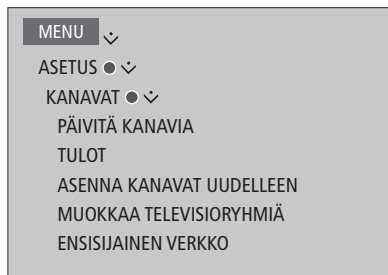 MENU
ASETUS
KANAVAT
PÄIVITÄ KANAVIA
TULOT
ASENNA KANAVAT UUDELLEEN
MUOKKAA TELEVISIORYHMIÄ
ENSISIJAINEN VERKKO